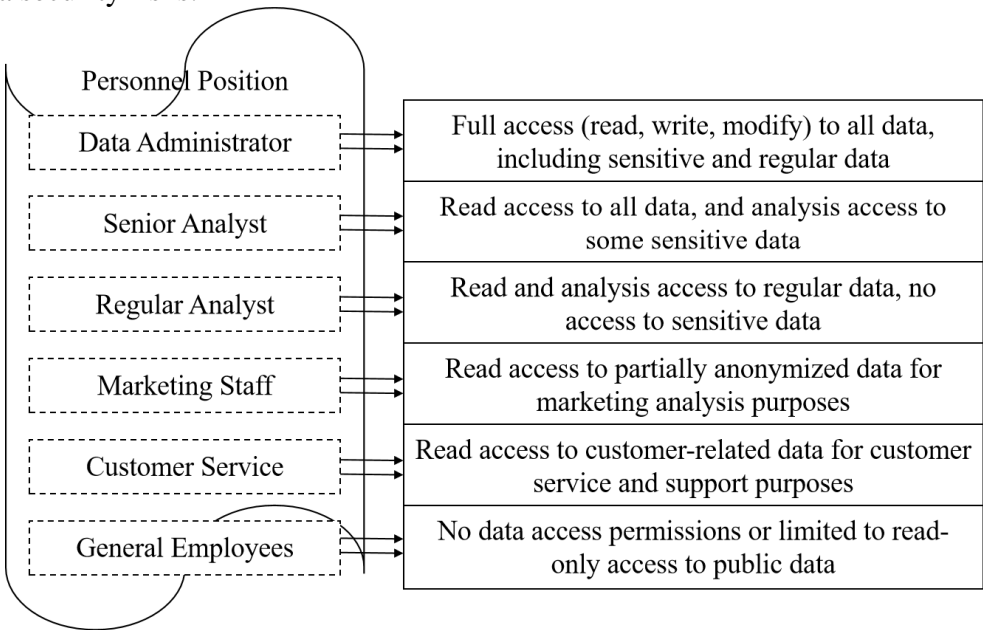 Personnel Position
Data Administrator
Full access (read, write, modify) to all data,
including sensitive and regular data
Senior Analyst
Read access to all data, and analysis access to
some sensitive data
Regular Analyst
Read and analysis access to regular data, no
access to sensitive data
Marketing Staff
Read access to partially anonymized data for
marketing analysis purposes
Customer Service
Read access to customer-related data for customer
service and support purposes
General Employees
No data access permissions or limited to read-
only access to public data